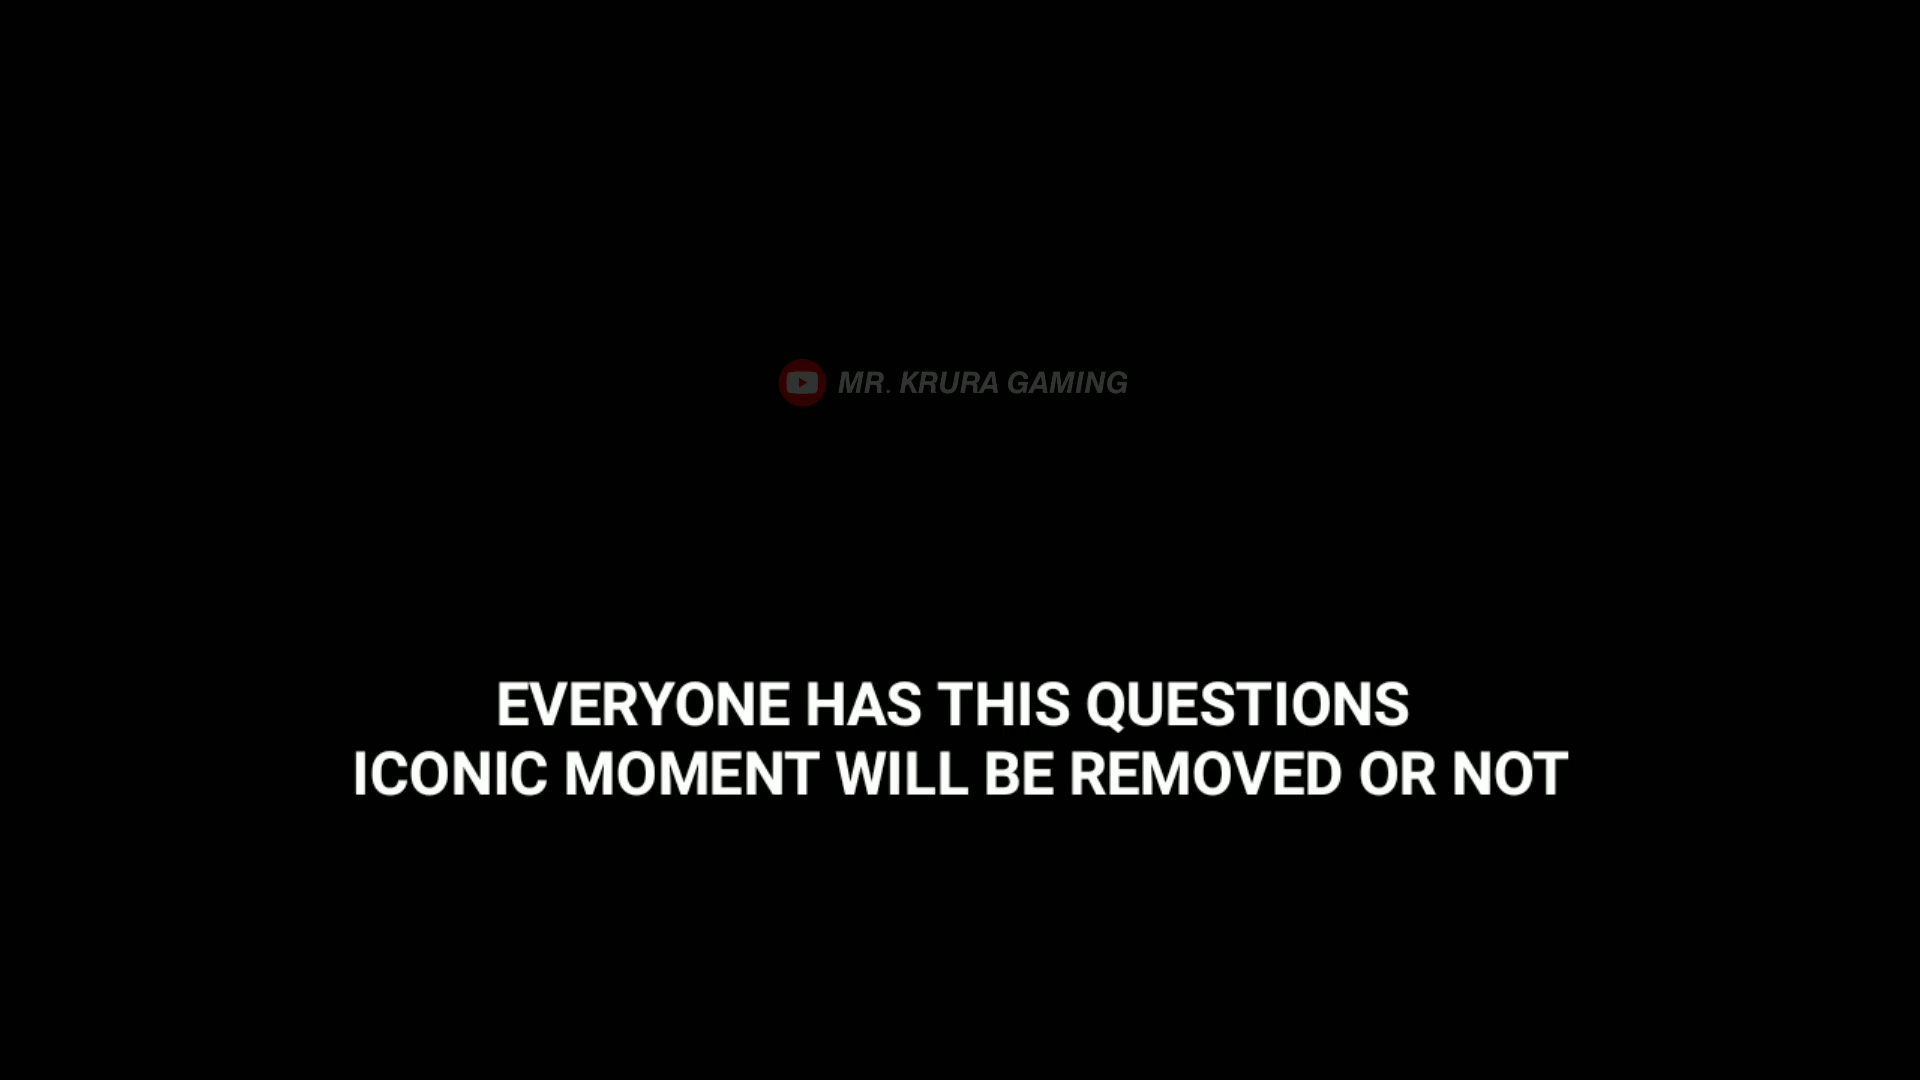 MR. KRURA GAMING
EVERYONE HAS THIS QUESTIONS
ICONIC MOMENT WILL BE REMOVED OR NOT